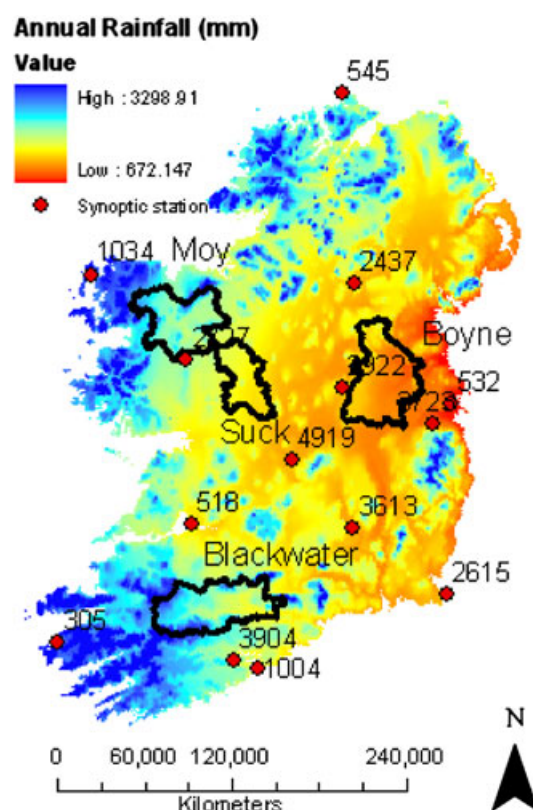 Annual Rainfall (mm)
Value
High : 3298.91
Low : 672.147
Synoptic station
545
1034
Moy
2437
Boyne
532
Suck
4919
518
3613
Blackwater
2615
305
3904
1004
N
0 60,000 120,000 240,000
Kilometers